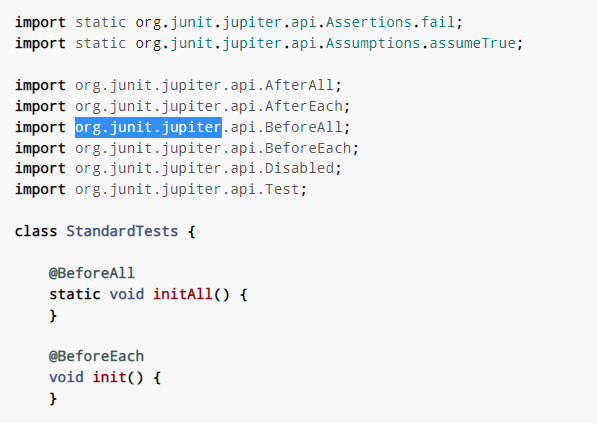 import static org.junit.jupiter.api.Assertions.fail;
import static org.junit.jupiter.api.Assumptions.assumeTrue;
import org.junit.jupiter.api.AfterAll;
import org.junit.jupiter.api.AfterEach;
import org.junit.jupiter.api.BeforeAll;
import org.junit.jupiter.api.BeforeEach;
import org.junit.jupiter.api.Disabled;
import org.junit.jupiter.api.Test;
class StandardTests {
@BeforeAll
static void initAll() {
}
@BeforeEach
void init() {
}